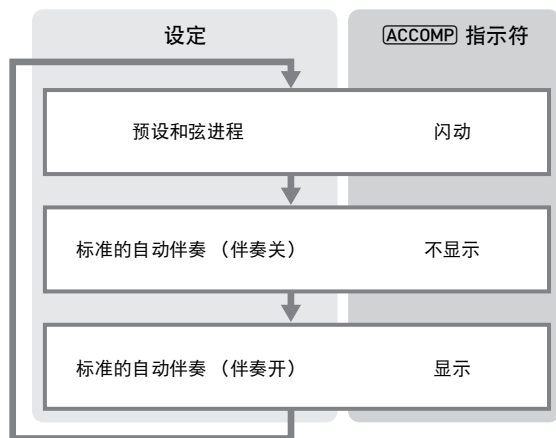 设定
ACCOMP 指示符
预设和弦进程 闪动
标准的自动伴奏 （伴奏关） 不显示
标准的自动伴奏 （伴奏开） 显示